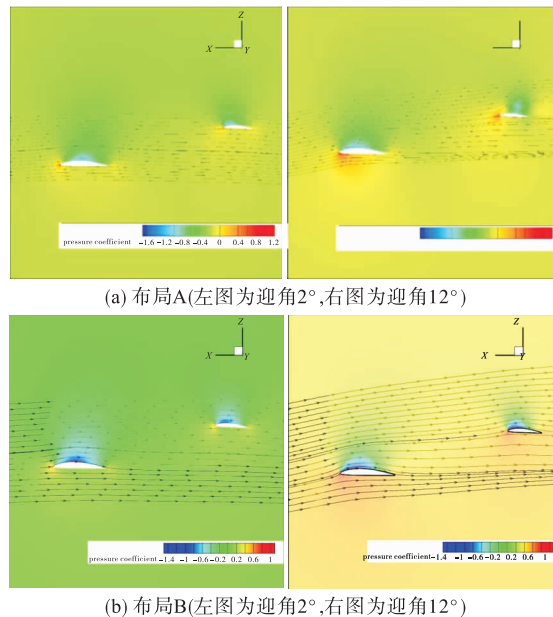 Z
X Y
Z
pressure coefficient -1.6 -1.2 -0.8 -0.4 0 0.4 0.8 1.2
(a) 布局A(左图为迎角2°,右图为迎角12°)
Z
X Y
Z
X Y
pressure coefficient -1.4 -1 -0.6 -0.2 0.2 0.6 1
pressure coefficient -1.4 -1 -0.6 -0.2 0.2 0.6 1
(b) 布局B(左图为迎角2°,右图为迎角12°)